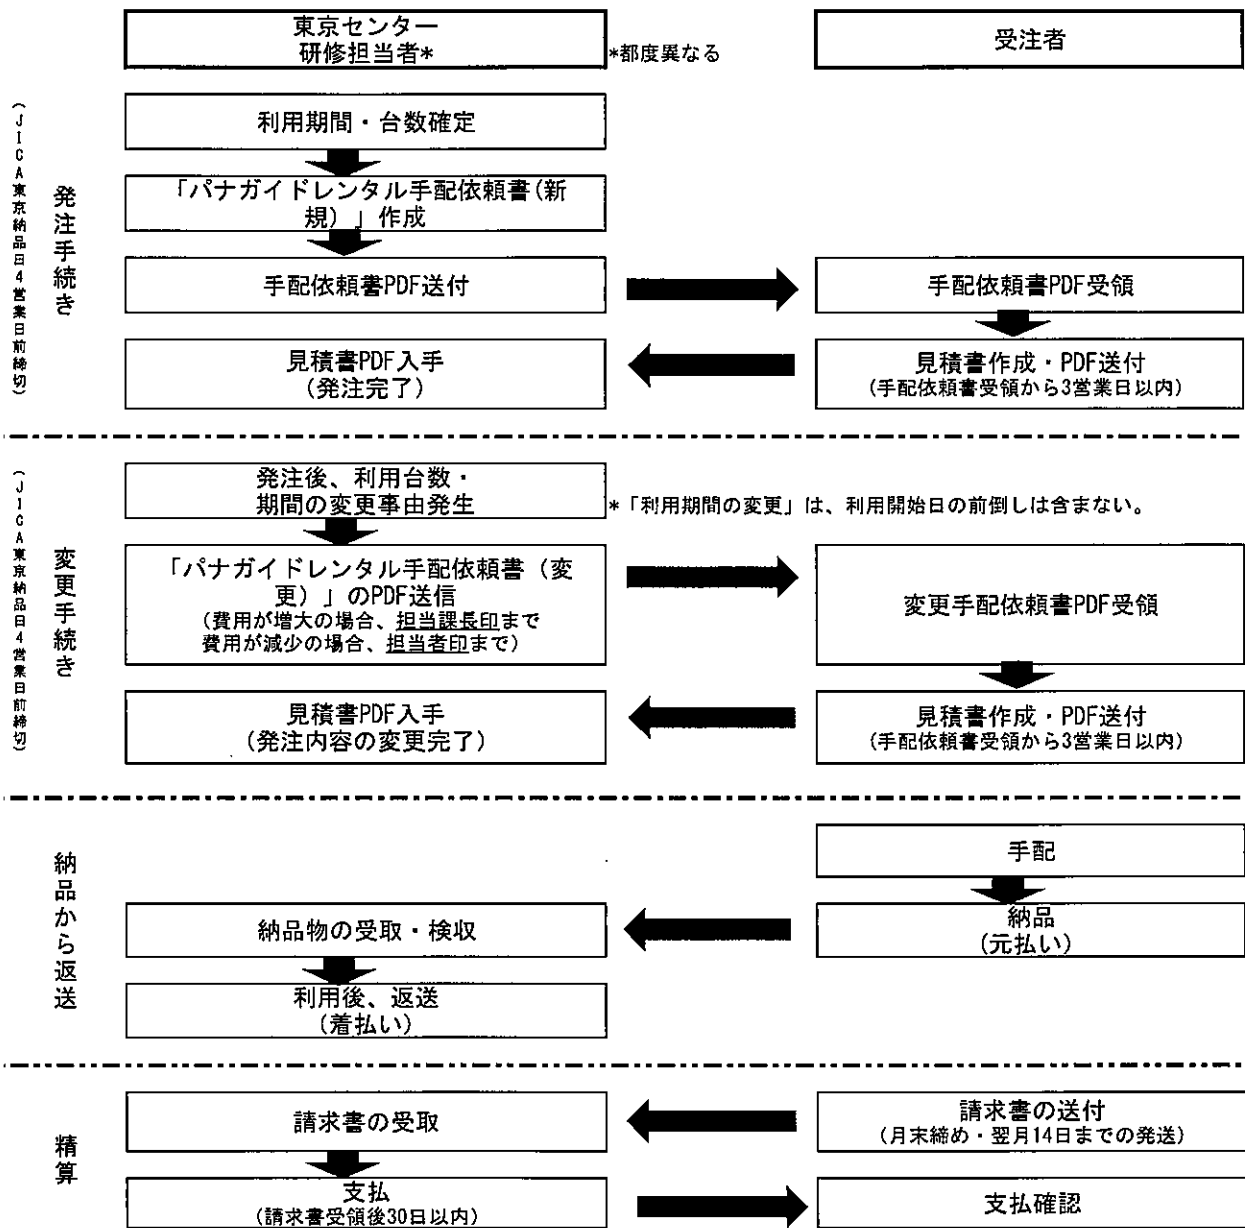 東京センター
研修担当者*
*都度異なる
受注者
発注手続き
(JICA東京納品日4営業日前締切)
利用期間・台数確定
「パナガイドレンタル手配依頼書(新
規)」作成
手配依頼書PDF送付
手配依頼書PDF受領
見積書PDF入手
(発注完了)
見積書作成・PDF送付
(手配依頼書受領から3営業日以内)
変更手続き
(JICA東京納品日4営業日前締切)
発注後、利用台数・
期間の変更事由発生
*「利用期間の変更」は、利用開始日の前倒しは含まない。
「パナガイドレンタル手配依頼書(変
更)」のPDF送信
(費用が増大の場合、担当課長印まで
費用が減少の場合、担当者印まで)
変更手配依頼書PDF受領
見積書PDF入手
(発注内容の変更完了)
見積書作成・PDF送付
(手配依頼書受領から3営業日以内)
納品から返送
手配
納品物の受取・検収
納品
(元払い)
利用後、返送
(着払い)
精算
請求書の受取
請求書の送付
(月末締め・翌月14日までの発送)
支払
(請求書受領後30日以内)
支払確認